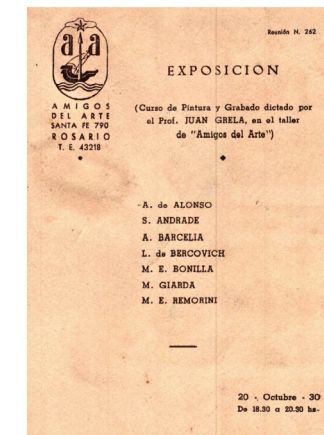 aa
Reunión N. 262
AMIGOS
DEL ARTE
SANTA FE 790
ROSARIO
T. E. 43218
EXPOSICION
(Curso de Pintura y Grabado dictado por
el Prof. JUAN GRELA, en el taller
de "Amigos del Arte")
A. de ALONSO
S. ANDRADE
A. BARCELIA
L. de BERCOVICH
M. E. BONILLA
M. GIARDA
M. E. REMORINI
20 - Octubre - 30
De 18.30 a 20.30 hs.